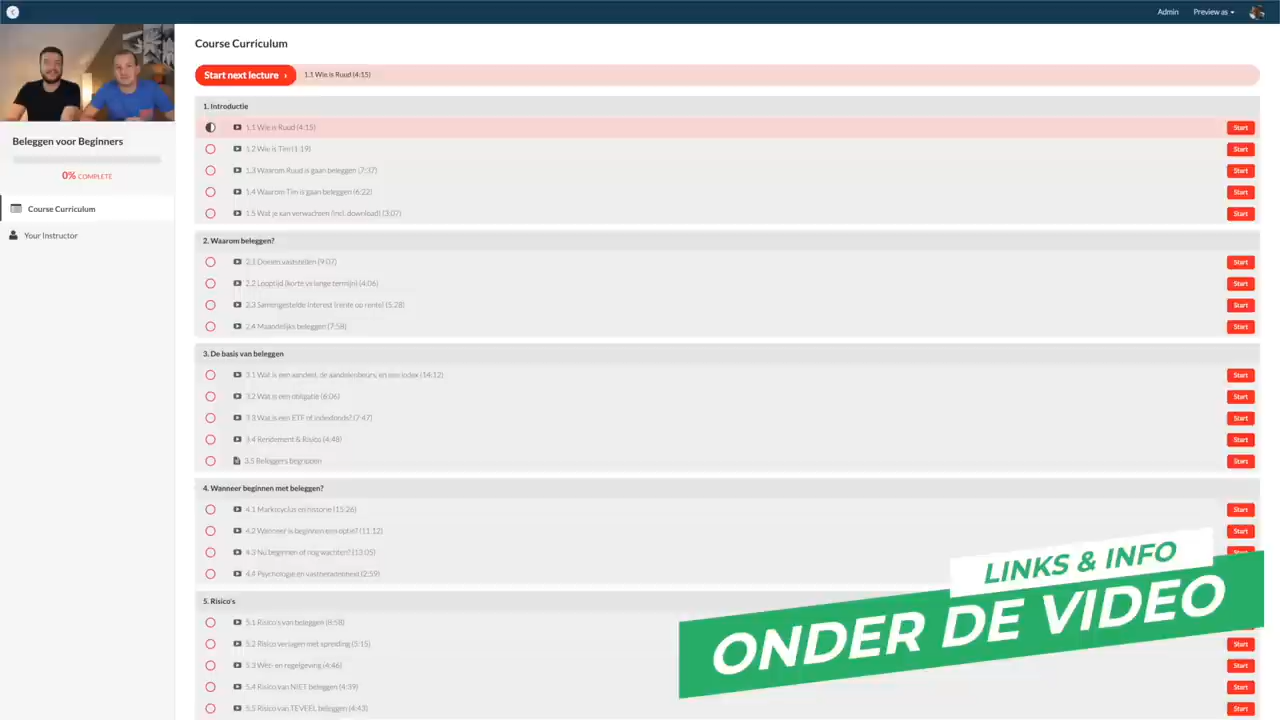 Admin
Preview as
Course Curriculum
Start next lecture ›
1.1 Wie is Ruud (4:15)
1. Introductie
1.1 Wie is Ruud (4:15)
Start
1.2 Wie is Tim (1:19)
Start
1.3 Waarom Ruud is gaan beleggen (7:37)
Start
Beleggen voor Beginners
0% COMPLETE
1.4 Waarom Tim is gaan beleggen (6:22)
Start
Course Curriculum
1.5 Wat je kan verwachten (incl. download) (3:07)
Start
Your Instructor
2. Waarom beleggen?
2.1 Doelen vaststellen (9:07)
Start
2.2 Looptijd (korte vs lange termijn) (4:06)
Start
2.3 Samengestelde interest (rente op rente) (5:28)
Start
2.4 Maandelijks beleggen (7:58)
Start
3. De basis van beleggen
3.1 Wat is een aandeel, de aandelenbeurs, en een index (14:12)
Start
3.2 Wat is een obligatie (6:06)
Start
3.3 Wat is een ETF of indexfonds? (7:47)
Start
3.4 Rendement & Risico (4:48)
Start
3.5 Beleggers begrippen
Start
4. Wanneer beginnen met beleggen?
4.1 Marktcyclus en historie (15:26)
Start
4.2 Wanneer is beginnen een optie? (11:12)
Start
4.3 Nu beginnen of nog wachten? (13:05)
Start
4.4 Psychologie en vastketendenttext (2:59)
LINKS & INFO
ONDER DE VIDEO
5. Risico's
5.1 Risico's van beleggen (8:58)
5.2 Risico verlagen met spreiding (5:15)
Start
5.3 Wet- en regelgeving (4:46)
Start
5.4 Risico van NIET beleggen (4:39)
Start
5.5 Risico van TEVEEL beleggen (4:43)
Start